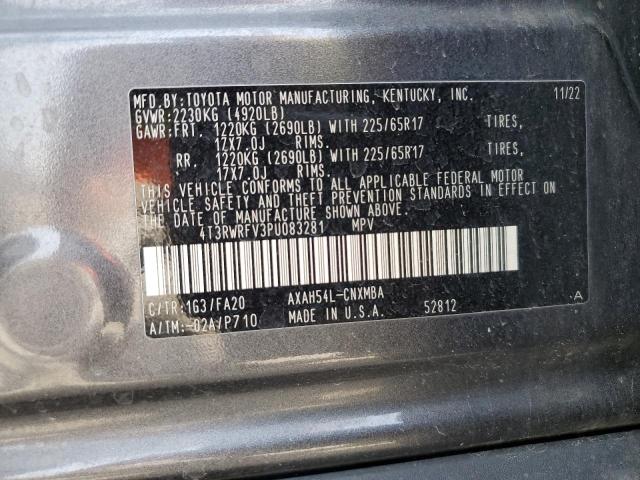 MFD.BY:TOYOTA MOTOR MANUFACTURING, KENTUCKY, INC. 11/22
GVWR:2230KG (4920LB)
GAWR:FRT. 1220KG (2690LB) WITH 225/65R17 TIRES,
17X7.0J RIMS.
RR. 1220KG (2690LB) WITH 225/65R17 TIRES,
17X7.0J RIMS.
THIS VEHICLE CONFORMS TO ALL APPLICABLE FEDERAL MOTOR
VEHICLE SAFETY AND THEFT PREVENTION STANDARDS IN EFFECT ON
THE DATE OF MANUFACTURE SHOWN ABOVE.
4T3RWRFV3PU083281 MPV
C/TR:1G3/FA20 AXAH54L-CNXMBA
A/TM:-02A/P710 MADE IN U.S.A. 52812 A